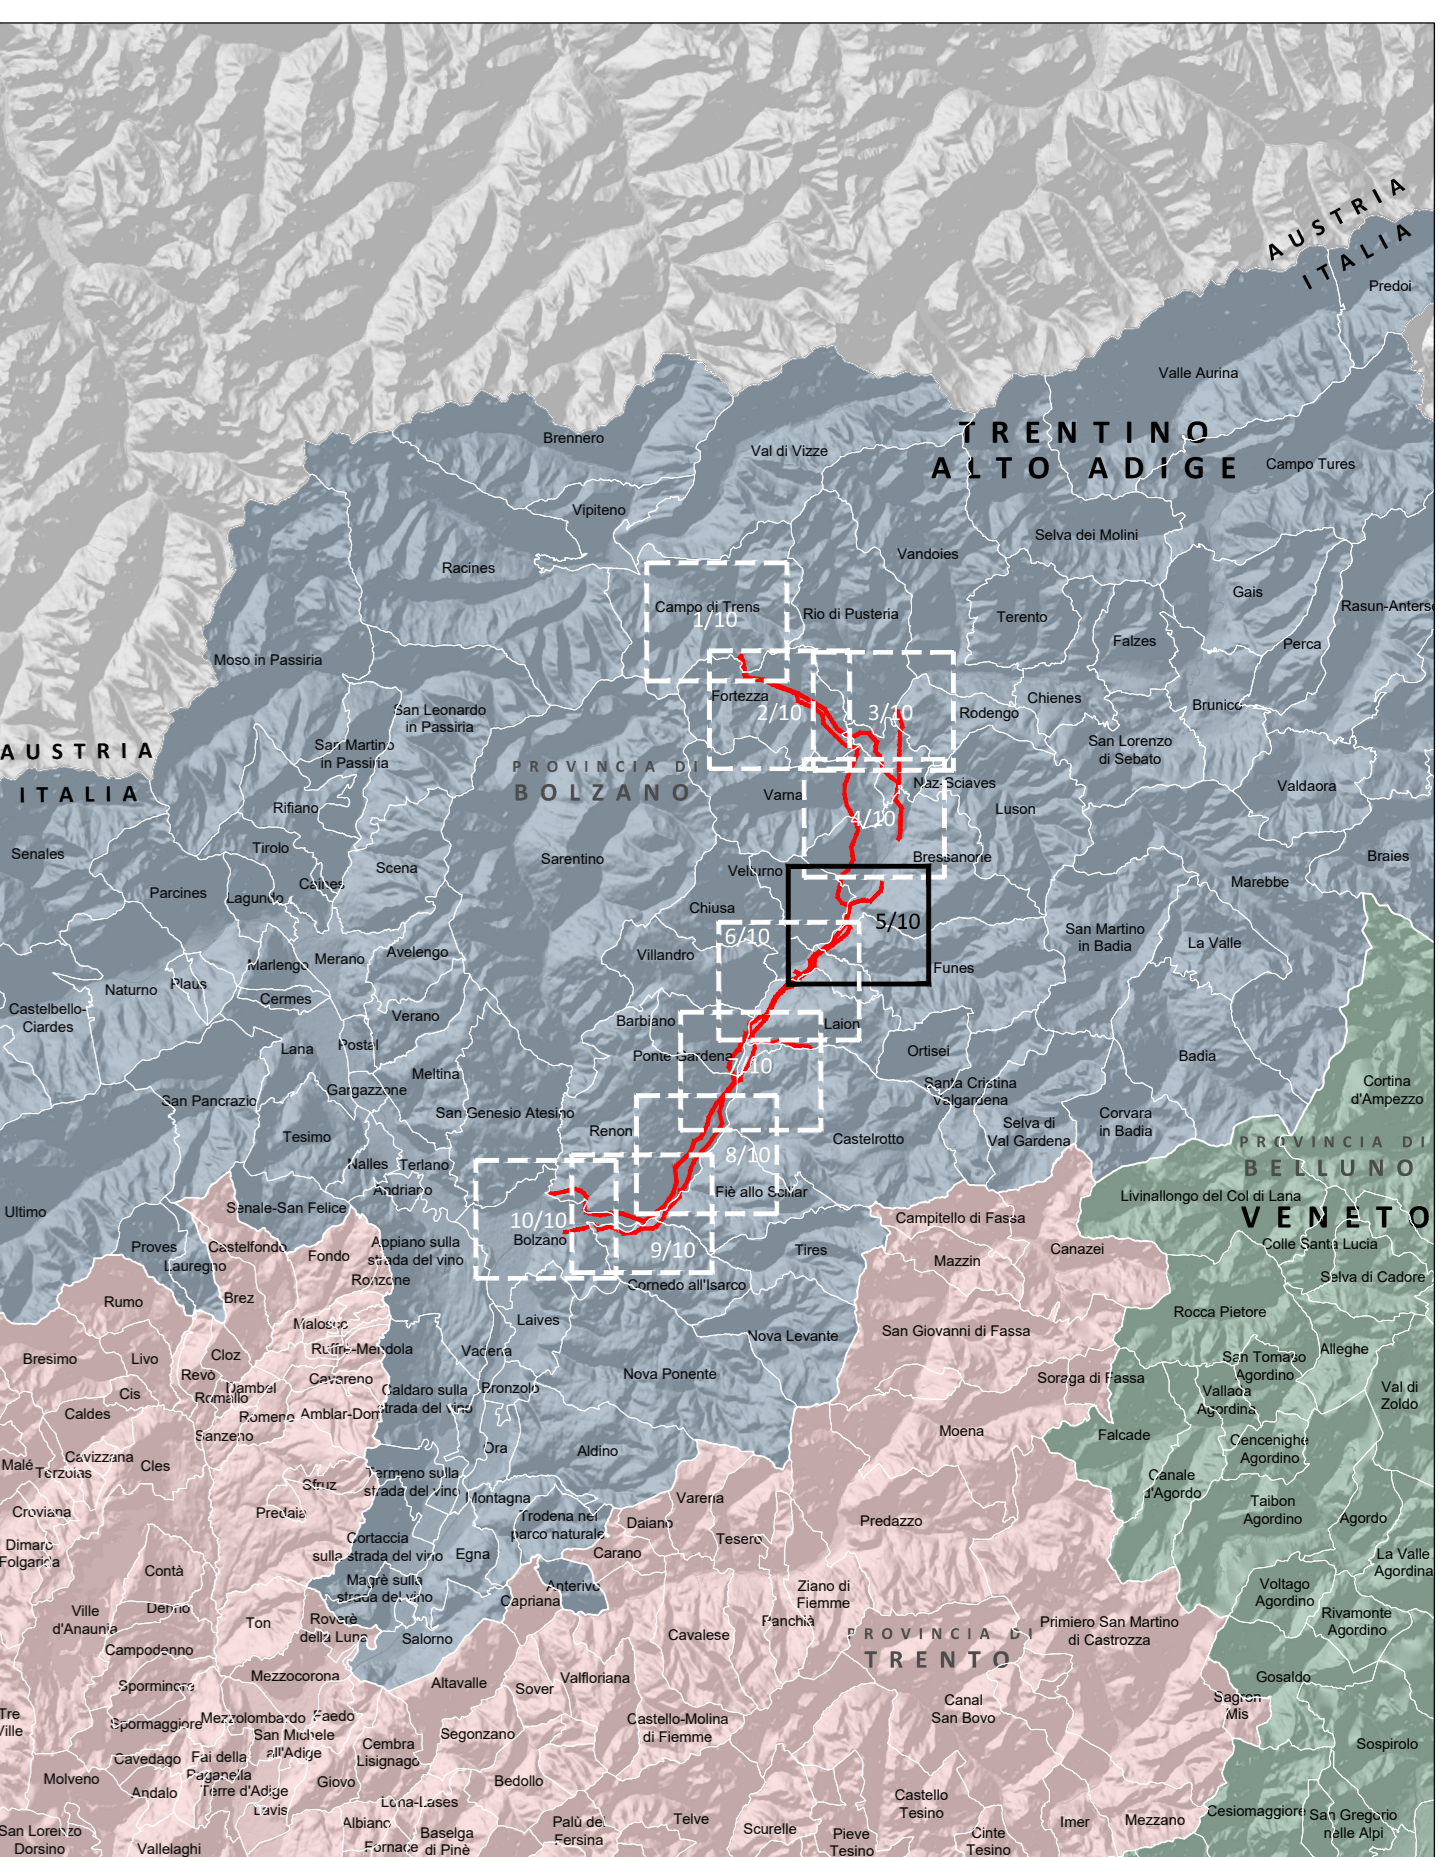 AUSTRIA
ITALIA
Predoi
Valle Aurina
TRENTINO
ALTO ADIGE
Brennero
Val di Vizze
Campo Tures
Vipiteno
Selva dei Molini
Vandoies
Racines
Gais
Campo di Trens
1/10
Rio di Pusteria
Terento
Rasun-Anterse
Falzes
Perca
Moso in Passiria
Fortezza
2/10
3/10
Rodengo
Chienes
Brunico
San Leonardo
in Passiria
San Martino
in Passiria
San Lorenzo
di Sebato
AUSTRIA
ITALIA
PROVINCIA DI
BOLZANO
Naz-Sciaves
Valdaora
Varna
Luson
Rifiano
4/10
Senales
Tirolo
Sarentino
Bressanone
Braies
Scena
Velturno
Caines
Marebbe
Parcines
Lagundo
Chiusa
5/10
San Martino
in Badia
La Valle
6/10
Villandro
Avelengo
Merano
Marlengo
Funes
Naturno
Plaus
Cermes
Castelbello-
Ciardes
Verano
Barbiano
Laion
Lana
Postal
Ponte Gardena
7/10
Ortisei
Badia
Meltina
Gargazzone
Santa Cristina
Valgardena
Cortina
d'Ampezzo
San Pancrazio
San Genesio Atesino
Corvara
in Badia
Selva di
Val Gardena
Tesimo
Renon
Castelrotto
PROVINCIA DI
BELLUNO
8/10
Nalles
Terlano
Andriano
Fiè allo Sciliar
Livinallongo del Col di Lana
VENETO
Ultimo
Senale-San Felice
10/10
Bolzano
Campitello di Fassa
Colle Santa Lucia
Proves
Castelfondo
Fondo
Appiano sulla
strada del vino
9/10
Tires
Canazei
Mazzin
Lauregno
Ronzone
Cornedo all'Isarco
Selva di Cadore
Rumo
Brez
Rocca Pietore
Malosco
Laives
Nova Levante
San Giovanni di Fassa
Bresimo
Livo
Cloz
Ruffrè-Mendola
Vadena
Alleghe
San Tomaso
Agordino
Revò
Cavareno
Nova Ponente
Soraga di Fassa
Cis
Romallo
Dambel
Caldaro sulla
strada del vino
Bronzolo
Vallada
Agordina
Val di
Zoldo
Caldes
Romeno
Amblar-Don
Sanzeno
Moena
Falcade
Ora
Aldino
Cencenighe
Agordino
Malé
Terzolas
Cavizzana
Cles
Sfruz
Termeno sulla
strada del vino
Canale
d'Agordo
Montagna
Varena
Croviana
Predaia
Trodena nel
parco naturale
Daiano
Predazzo
Taibon
Agordino
Agordo
Tesero
Dimaro
Folgarida
Cortaccia
sulla strada del vino
Egna
Carano
La Valle
Agordina
Contà
Magrè sulla
strada del vino
Anterivo
Ziano di
Fiemme
Voltago
Agordino
Capriana
Ville
d'Anaunia
Denno
Ton
Roverè
della Luna
Panchià
Rivamonte
Agordino
Cavalese
PROVINCIA DI
TRENTO
Primiero San Martino
di Castrozza
Salorno
Campodenno
Mezzocorona
Altavalle
Sover
Valfloriana
Gosaldo
Sporminore
Canal
San Bovo
Sagron
Mis
Tre
Ville
Spormaggiore
Mezzolombardo
Faedo
San Michele
all'Adige
Segonzano
Castello-Molina
di Fiemme
Cembra
Lisignago
Sospirolo
Cavedago
Fai della
Paganella
Molveno
Andalo
Terre d'Adige
Giovo
Bedollo
Castello
Tesino
Lavis
Lona-Lases
Albiano
Cesiomaggiore
San Gregorio
nelle Alpi
San Lorenzo
Dorsino
Vallelaghi
Fornace
Baselga
di Pinè
Palù del
Fersina
Telve
Scurelle
Pieve
Tesino
Cinte
Tesino
Imer
Mezzano